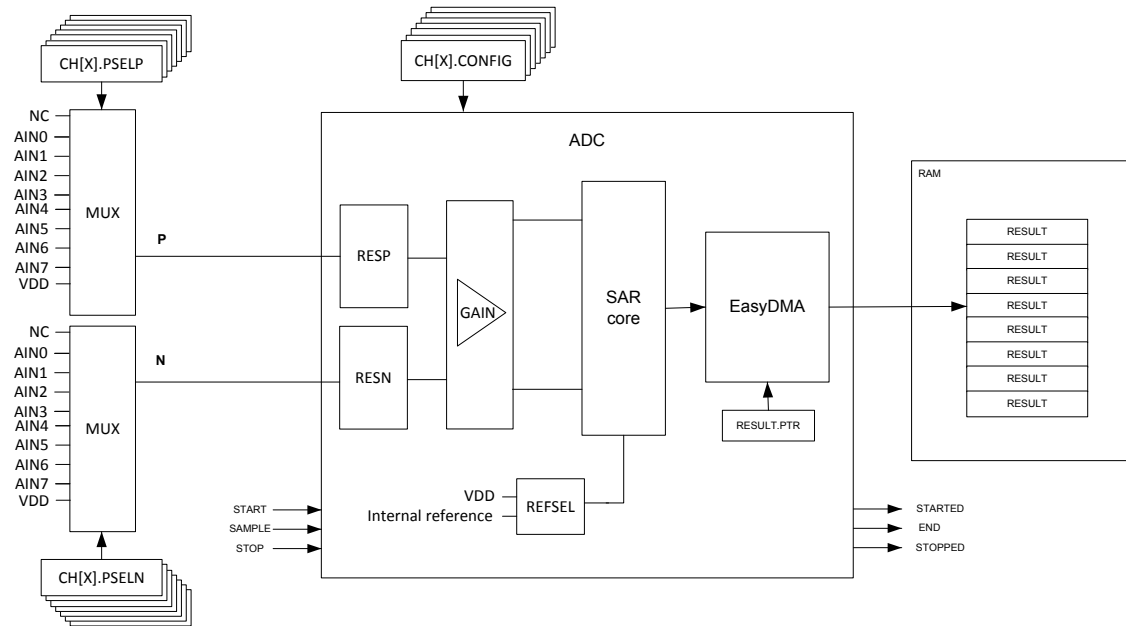 CH[X].PSELP
CH[X].CONFIG
NC
AIN0
AIN1
AIN2
AIN3
AIN4
AIN5
AIN6
AIN7
VDD
MUX
P
ADC
RESP
GAIN
SAR
core
EasyDMA
RAM
RESULT
RESULT
RESULT
RESULT
RESULT
RESULT
RESULT
RESULT
NC
AIN0
AIN1
AIN2
AIN3
AIN4
AIN5
AIN6
AIN7
VDD
MUX
N
RESN
RESULT.PTR
VDD
Internal reference
REFSEL
START
SAMPLE
STOP
STARTED
END
STOPPED
CH[X].PSELN